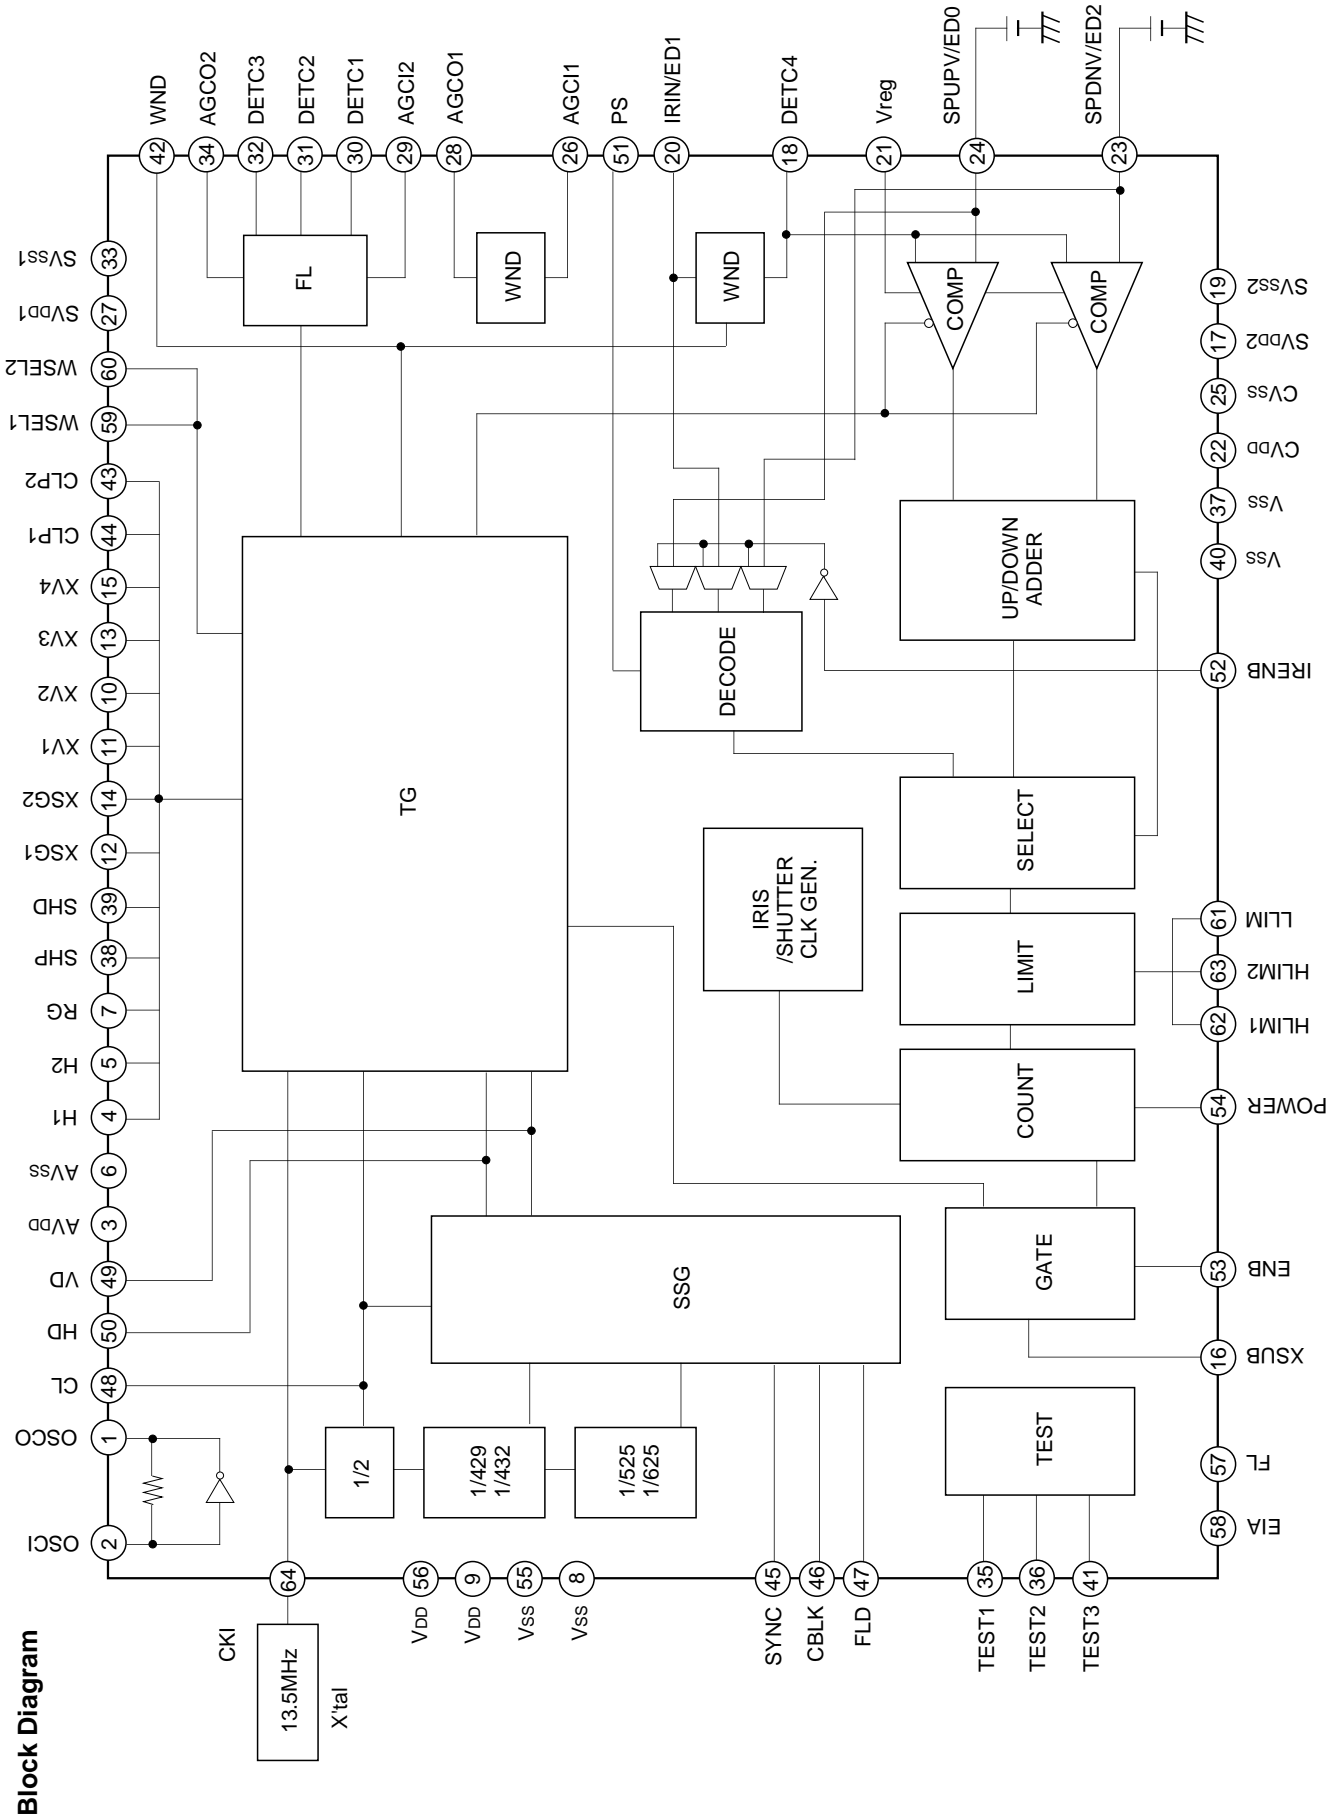 Block Diagram
13.5MHz
X'tal
CKI
64
VDD
56
VDD
9
VSS
55
VSS
8
SYNC
45
CBLK
46
FLD
47
TEST1
35
TEST2
36
TEST3
41
OSCI
2
OSCO
1
CL
48
HD
50
VD
49
AVDD
3
AVSS
6
H1
4
H2
5
RG
7
SHP
38
SHD
39
XSG1
12
XSG2
14
XV1
11
XV2
10
XV3
13
XV4
15
CLP1
44
CLP2
43
WSEL1
59
WSEL2
60
SVDD1
27
SVSS1
33
WND
42
AGCO2
34
DETC3
32
DETC2
31
DETC1
30
AGCI2
29
AGCO1
28
AGCI1
26
PS
51
IRIN/ED1
20
DETC4
18
Vreg
21
SPUPV/ED0
24
SPDNV/ED2
23
SVSS2
19
SVDD2
17
CVSS
25
CVDD
22
VSS
37
VSS
40
IRENB
52
LLIM
61
HLIM2
63
HLIM1
62
POWER
54
ENB
53
XSUB
16
FL
57
EIA
58
1/2
1/429
1/432
1/525
1/625
SSG
TG
FL
WND
WND
COMP
COMP
DECODE
UP/DOWN
ADDER
SELECT
IRIS
/SHUTTER
CLK GEN.
LIMIT
COUNT
GATE
TEST